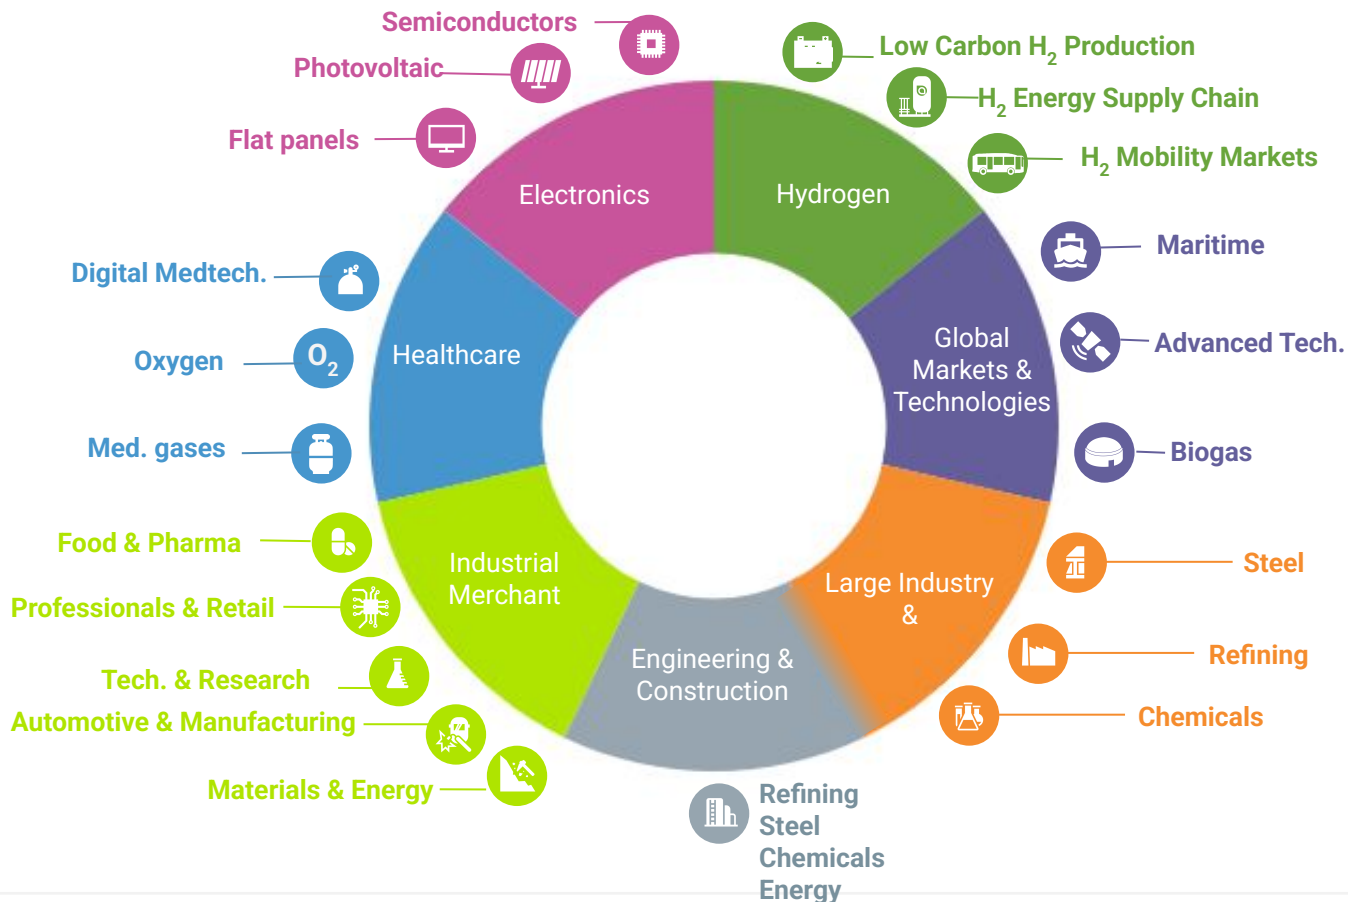 Semiconductors
Photovoltaic
Flat panels
Low Carbon H₂ Production
H₂ Energy Supply Chain
H₂ Mobility Markets
Electronics
Hydrogen
Maritime
Advanced Tech.
Biogas
Digital Medtech.
Oxygen
O₂
Med. gases
Healthcare
Global
Markets &
Technologies
Food & Pharma
Professionals & Retail
Tech. & Research
Automotive & Manufacturing
Materials & Energy
Industrial
Merchant
Engineering &
Construction
Large Industry
&
Steel
Refining
Chemicals
Refining
Steel
Chemicals
Energy